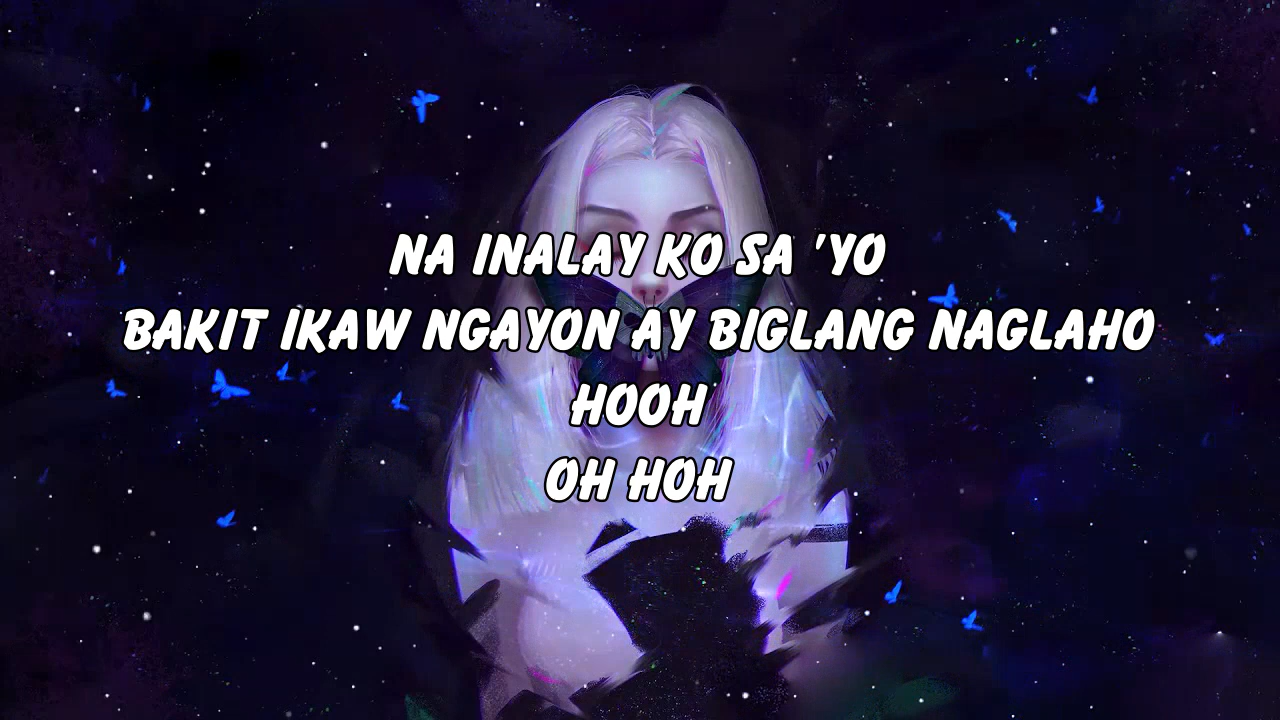 NA INALAY KO SA 'YO
BAKIT IKAW NGAYON AY BIGLANG NAGLAHO
HOOH
OH HOH